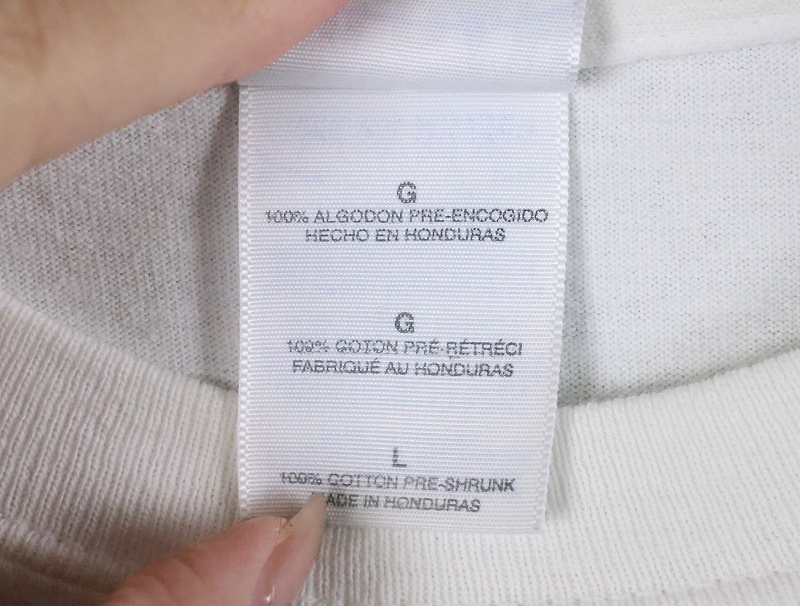 G
100% ALGODON PRE-ENCOGIDO
HECHO EN HONDURAS
G
100% COTON PRÉ-RÉTRÉCI
FABRIQUÉ AU HONDURAS
L
100% COTTON PRE-SHRUNK
MADE IN HONDURAS